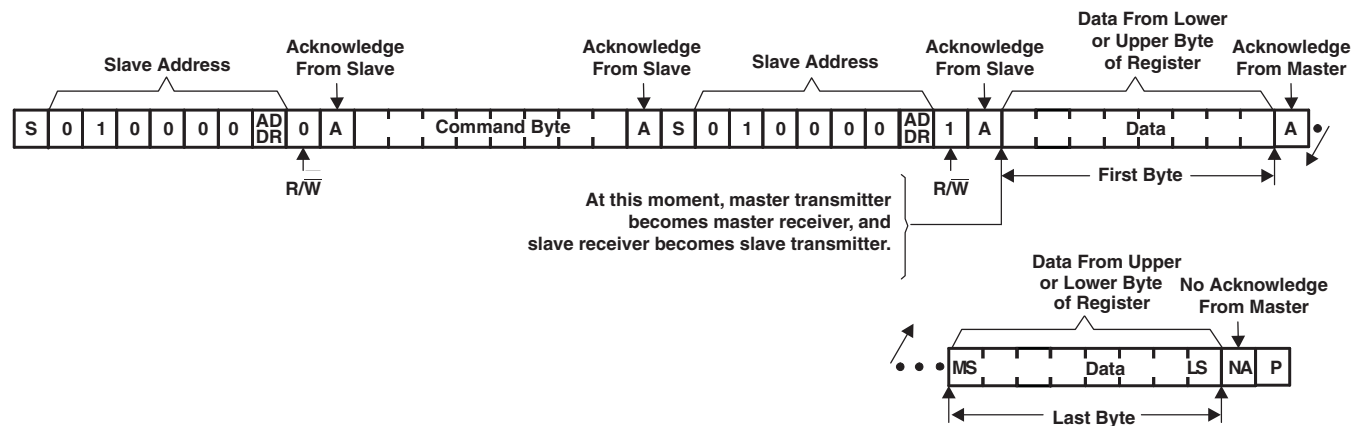 Slave Address
Acknowledge
From Slave
Acknowledge
From Slave
Slave Address
Acknowledge
From Slave
Data From Lower
or Upper Byte
of Register
Acknowledge
From Master
S 0 1 0 0 0 0 AD DR 0 A Command Byte A S 0 1 0 0 0 0 AD DR 1 A Data A
R/W̅
R/W̅
First Byte
At this moment, master transmitter
becomes master receiver, and
slave receiver becomes slave transmitter.
Data From Upper
or Lower Byte
of Register
No Acknowledge
From Master
MS Data LS NA P
Last Byte